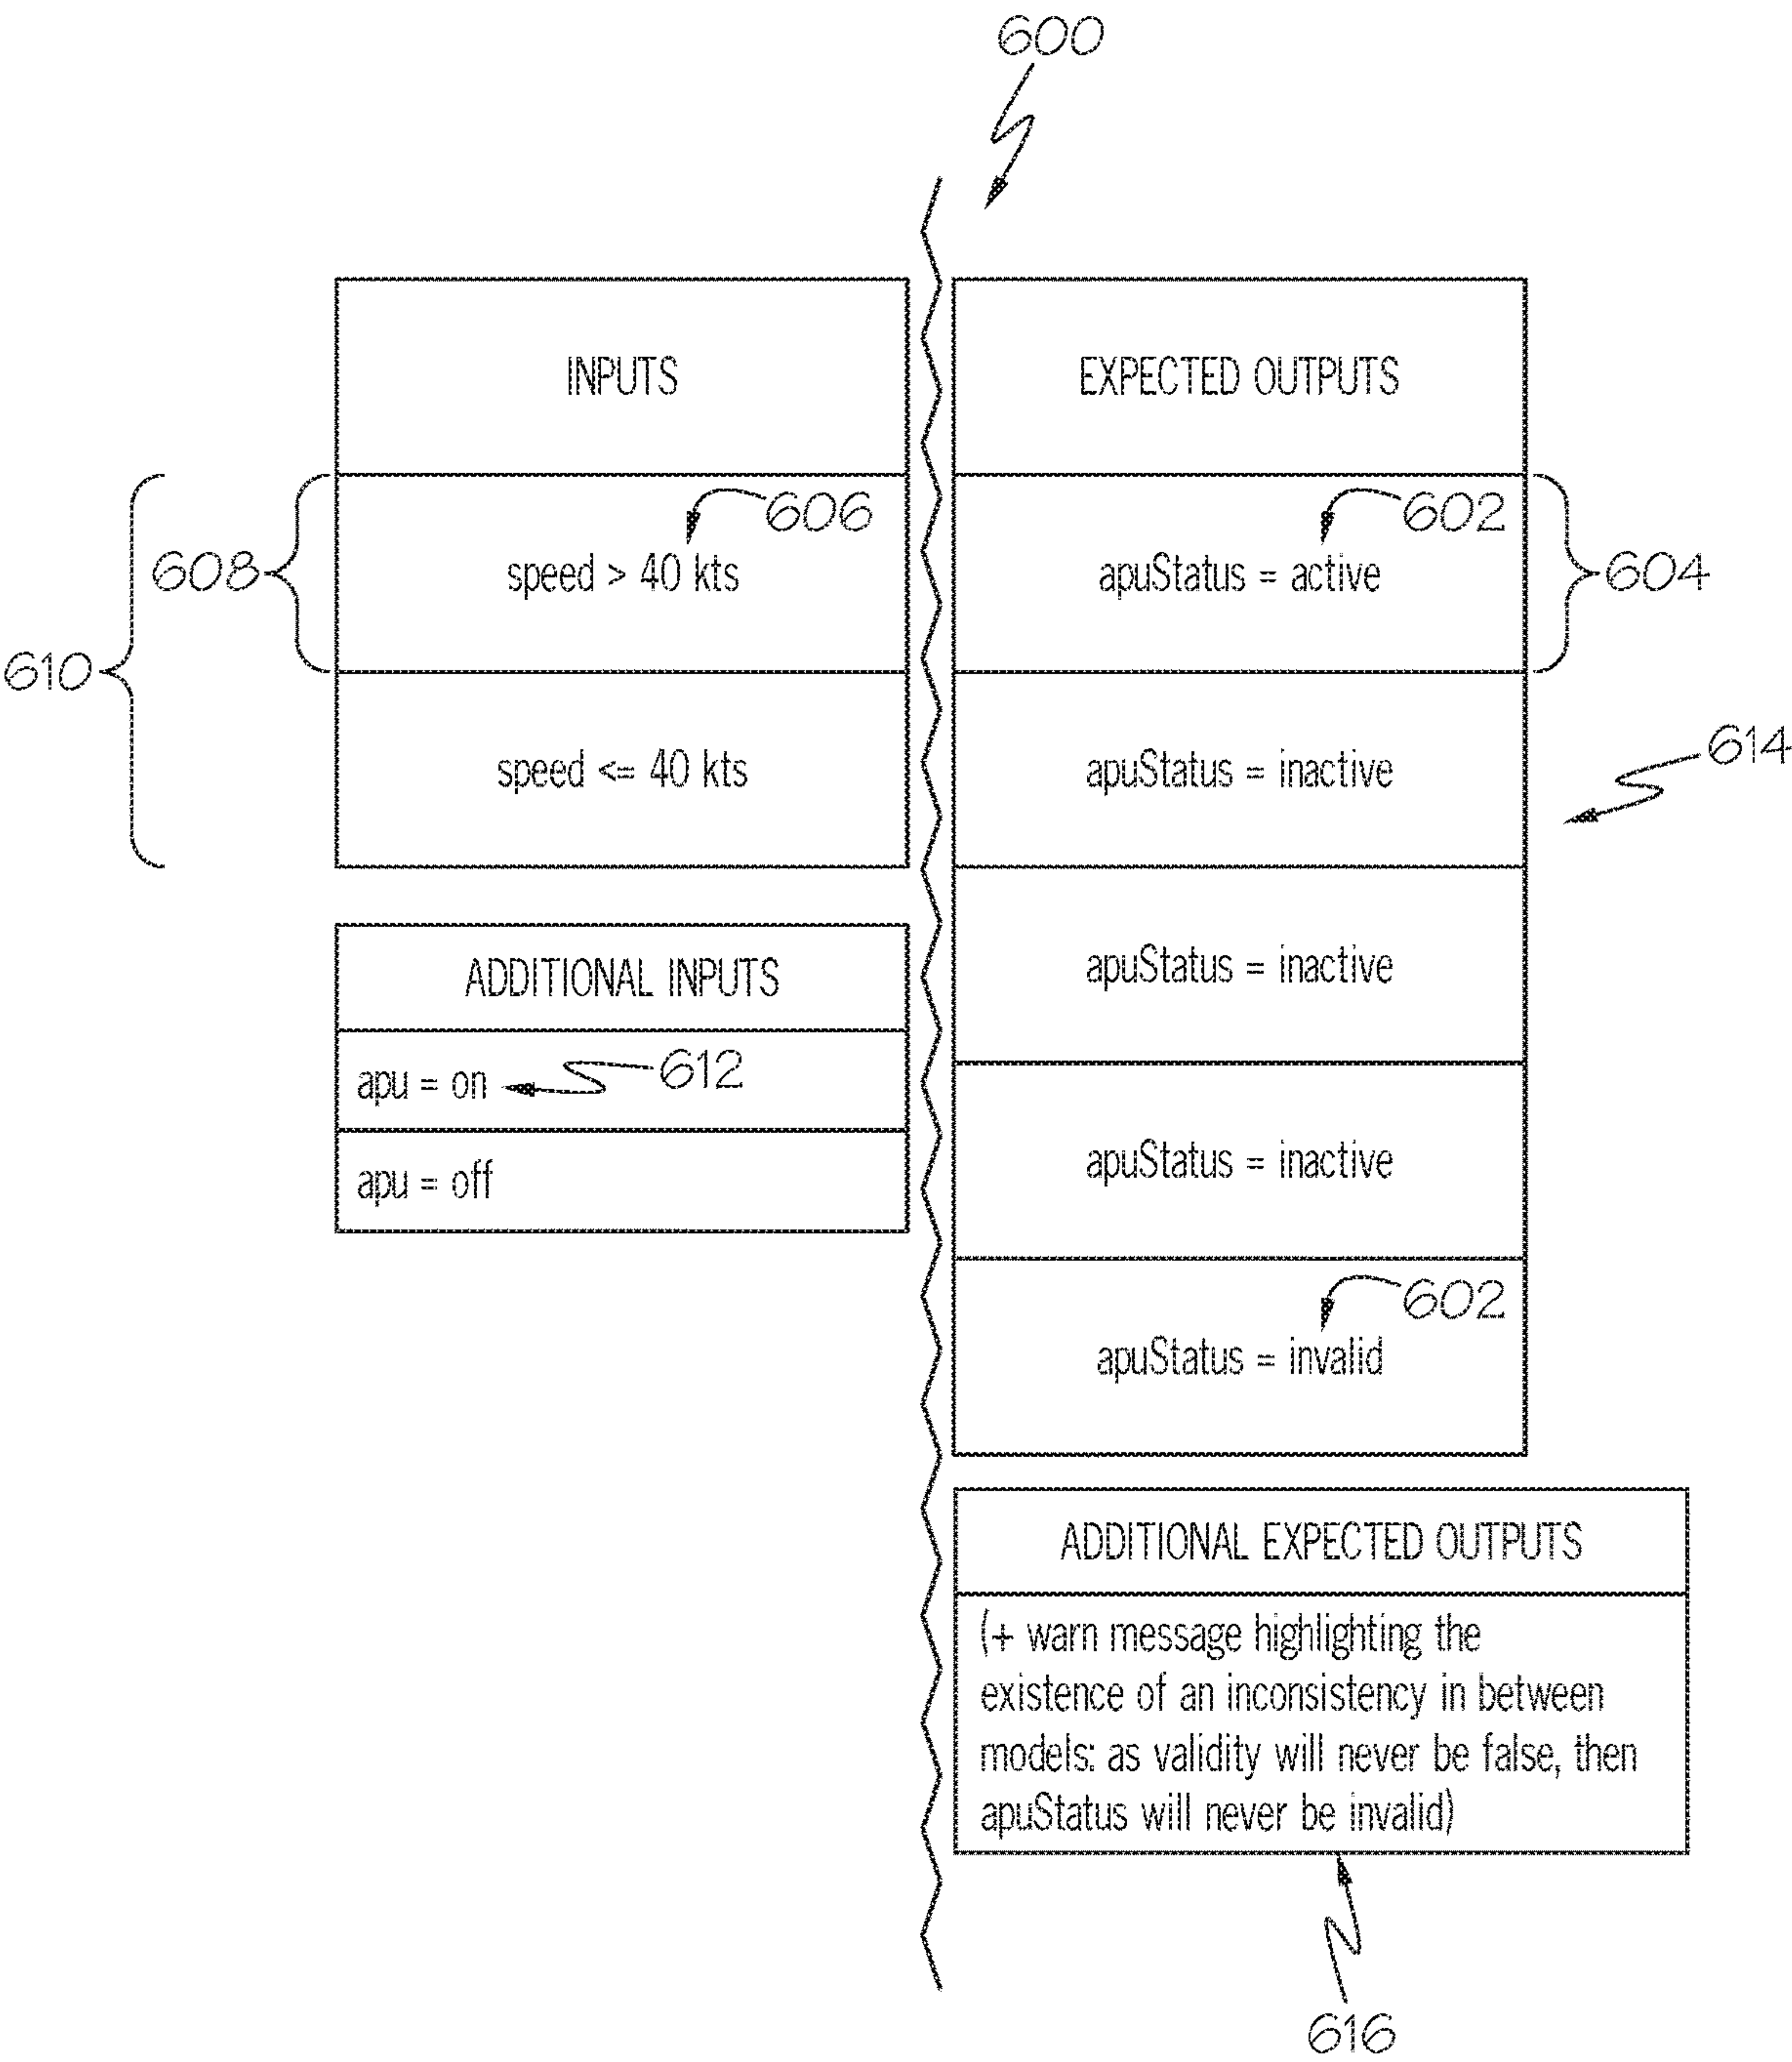 600
INPUTS
EXPECTED OUTPUTS
606
602
608
speed > 40 kts
apuStatus = active
604
610
614
speed <= 40 kts
apuStatus = inactive
ADDITIONAL INPUTS
apuStatus = inactive
apu = on
612
apu = off
apuStatus = inactive
602
apuStatus = invalid
ADDITIONAL EXPECTED OUTPUTS
(+ warn message highlighting the
existence of an inconsistency in between
models: as validity will never be false, then
apuStatus will never be invalid)
616